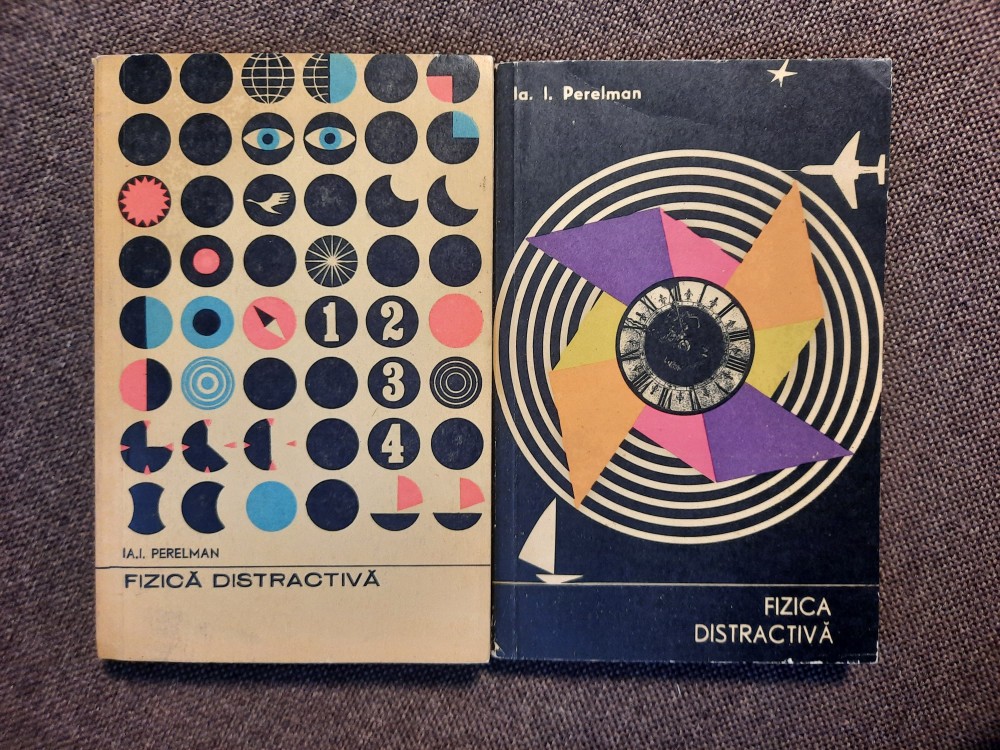 1 2
3
4
IA.I. PERELMAN
FIZICĂ DISTRACTIVĂ
Ia. I. Perelman
FIZICA
DISTRACTIVĂ